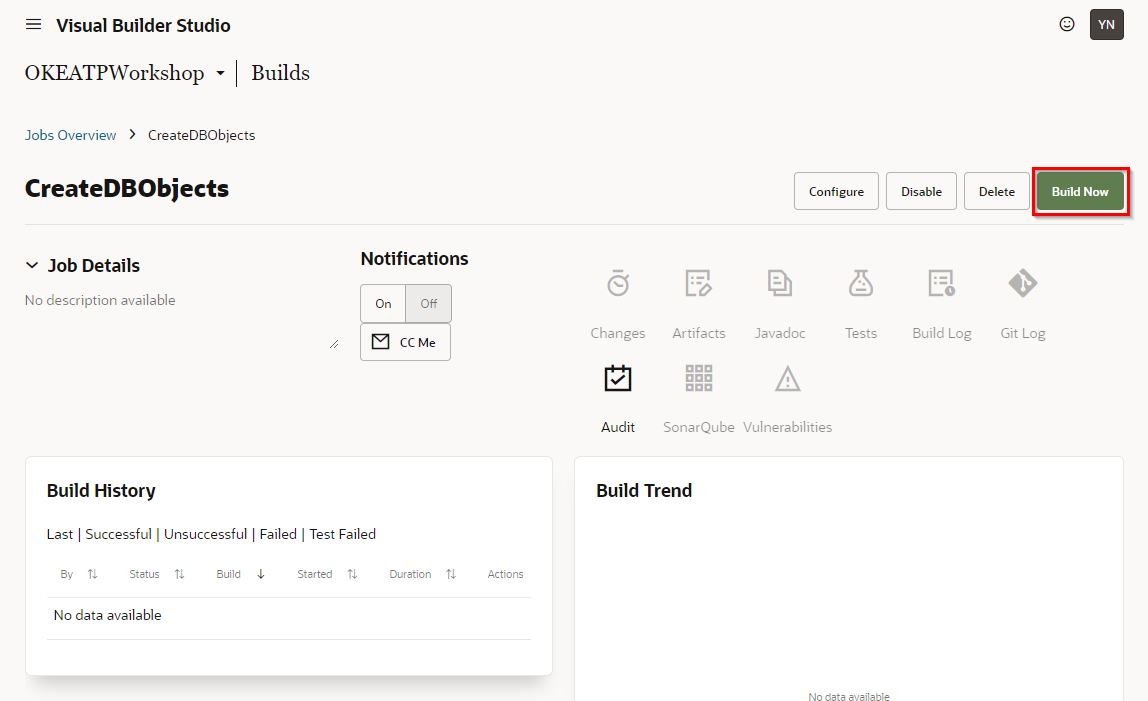 Visual Builder Studio
YN
OKEATPWorkshop | Builds
Jobs Overview > CreateDBObjects
CreateDBObjects
Configure
Disable
Delete
Build Now
Job Details
No description available
Notifications
On
Off
CC Me
Changes
Artifacts
Javadoc
Tests
Build Log
Git Log
Audit
SonarQube
Vulnerabilities
Build History
Last | Successful | Unsuccessful | Failed | Test Failed
By
Status
Build
Started
Duration
Actions
No data available
Build Trend
No data available